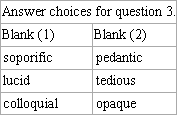 Answer choices for question 3.
Blank (1) Blank (2)
soporific pedantic
lucid tedious
colloquial opaque